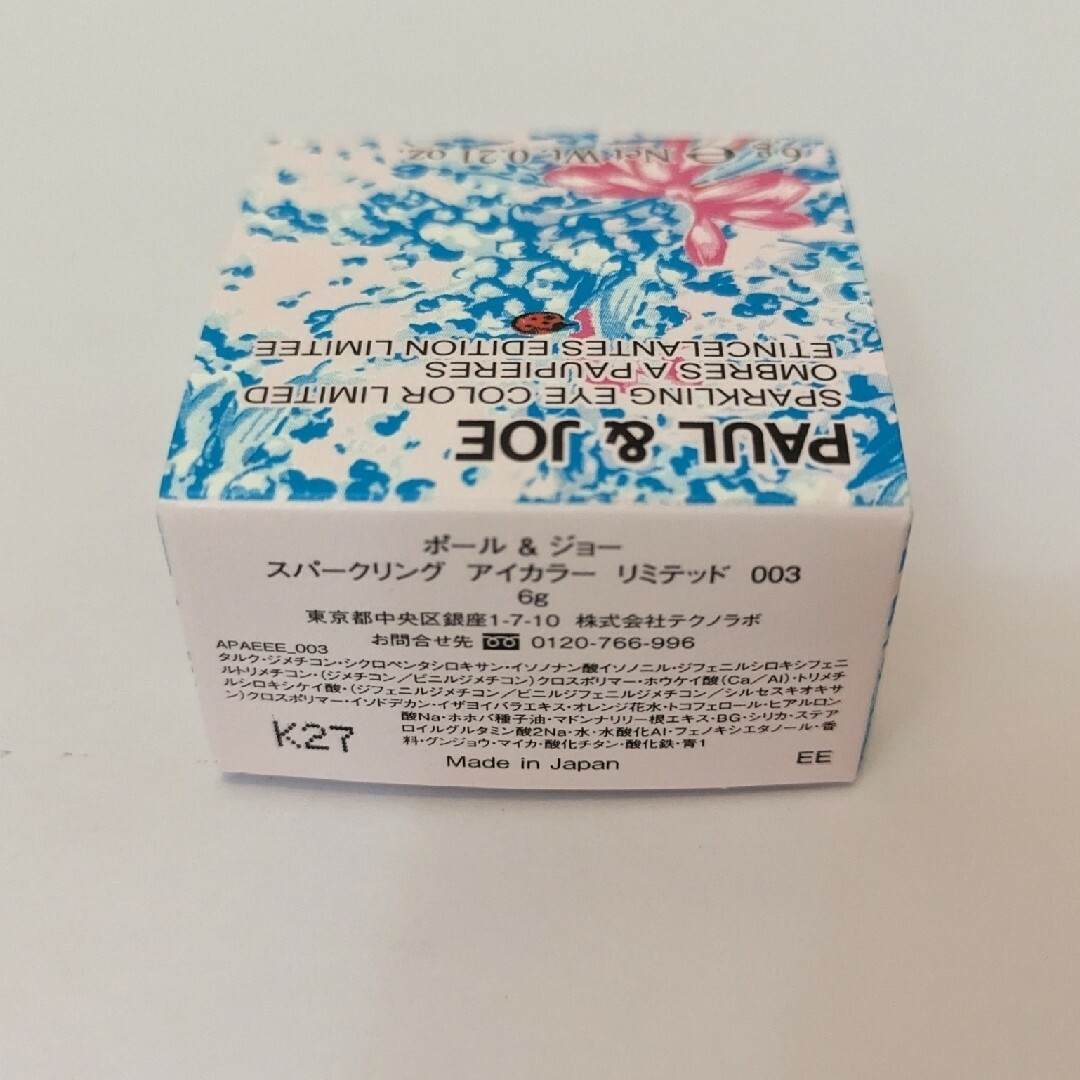 6g e Net Wt. 0.21 oz.
PAUL & JOE
SPARKLING EYE COLOR LIMITED
OMBRES A PAUPIERES
ETINCELANTES EDITION LIMITEE
ポール & ジョー
スパークリング アイカラー リミテッド 003
6g
東京都中央区銀座1-7-10 株式会社テクノラボ
お問合せ先 0120-766-996
APAEEE_003
タルク・ジメチコン・シクロペンタシロキサン・イソノナン酸イソノニル・ジフェニルシロキシフェニ
ルトリメチコン・(ジメチコン/ビニルジメチコン)クロスポリマー・ホウケイ酸(Ca/Al)・トリメチ
ルシロキシケイ酸・(ジフェニルジメチコン/ビニルジフェニルジメチコン/シルセスキオキサ
ン)クロスポリマー・イソドデカン・イザヨイバラエキス・オレンジ花水・トコフェロール・ヒアルロン
酸Na・ホホバ種子油・マドンナリリー根エキス・BG・シリカ・ステア
ロイルグルタミン酸2Na・水・水酸化Al・フェノキシエタノール・香
料・グンジョウ・マイカ・酸化チタン・酸化鉄・青1
K27
Made in Japan
EE